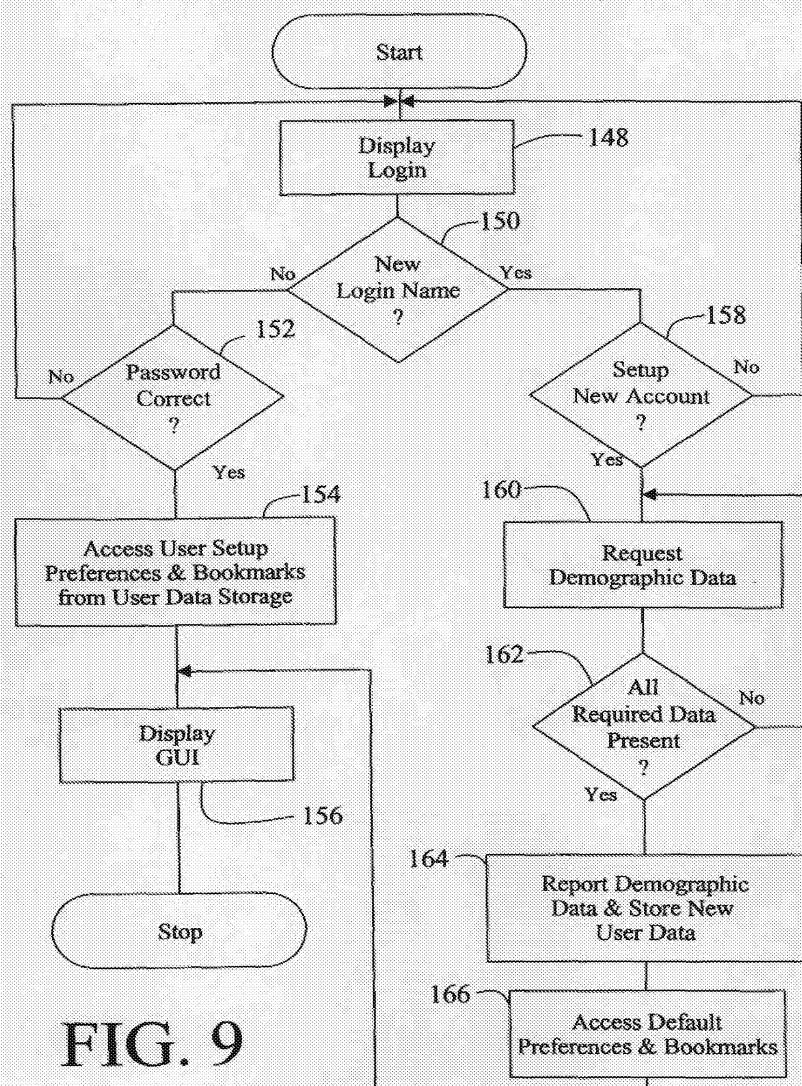 Start
Display
Login
148
150
New
Login Name
?
No
Yes
152
Password
Correct
?
No
Yes
158
Setup
New Account
?
No
Yes
154
Access User Setup
Preferences & Bookmarks
from User Data Storage
160
Request
Demographic Data
162
All
Required Data
Present
?
No
Yes
Display
GUI
156
164
Report Demographic
Data & Store New
User Data
Stop
166
Access Default
Preferences & Bookmarks
FIG. 9